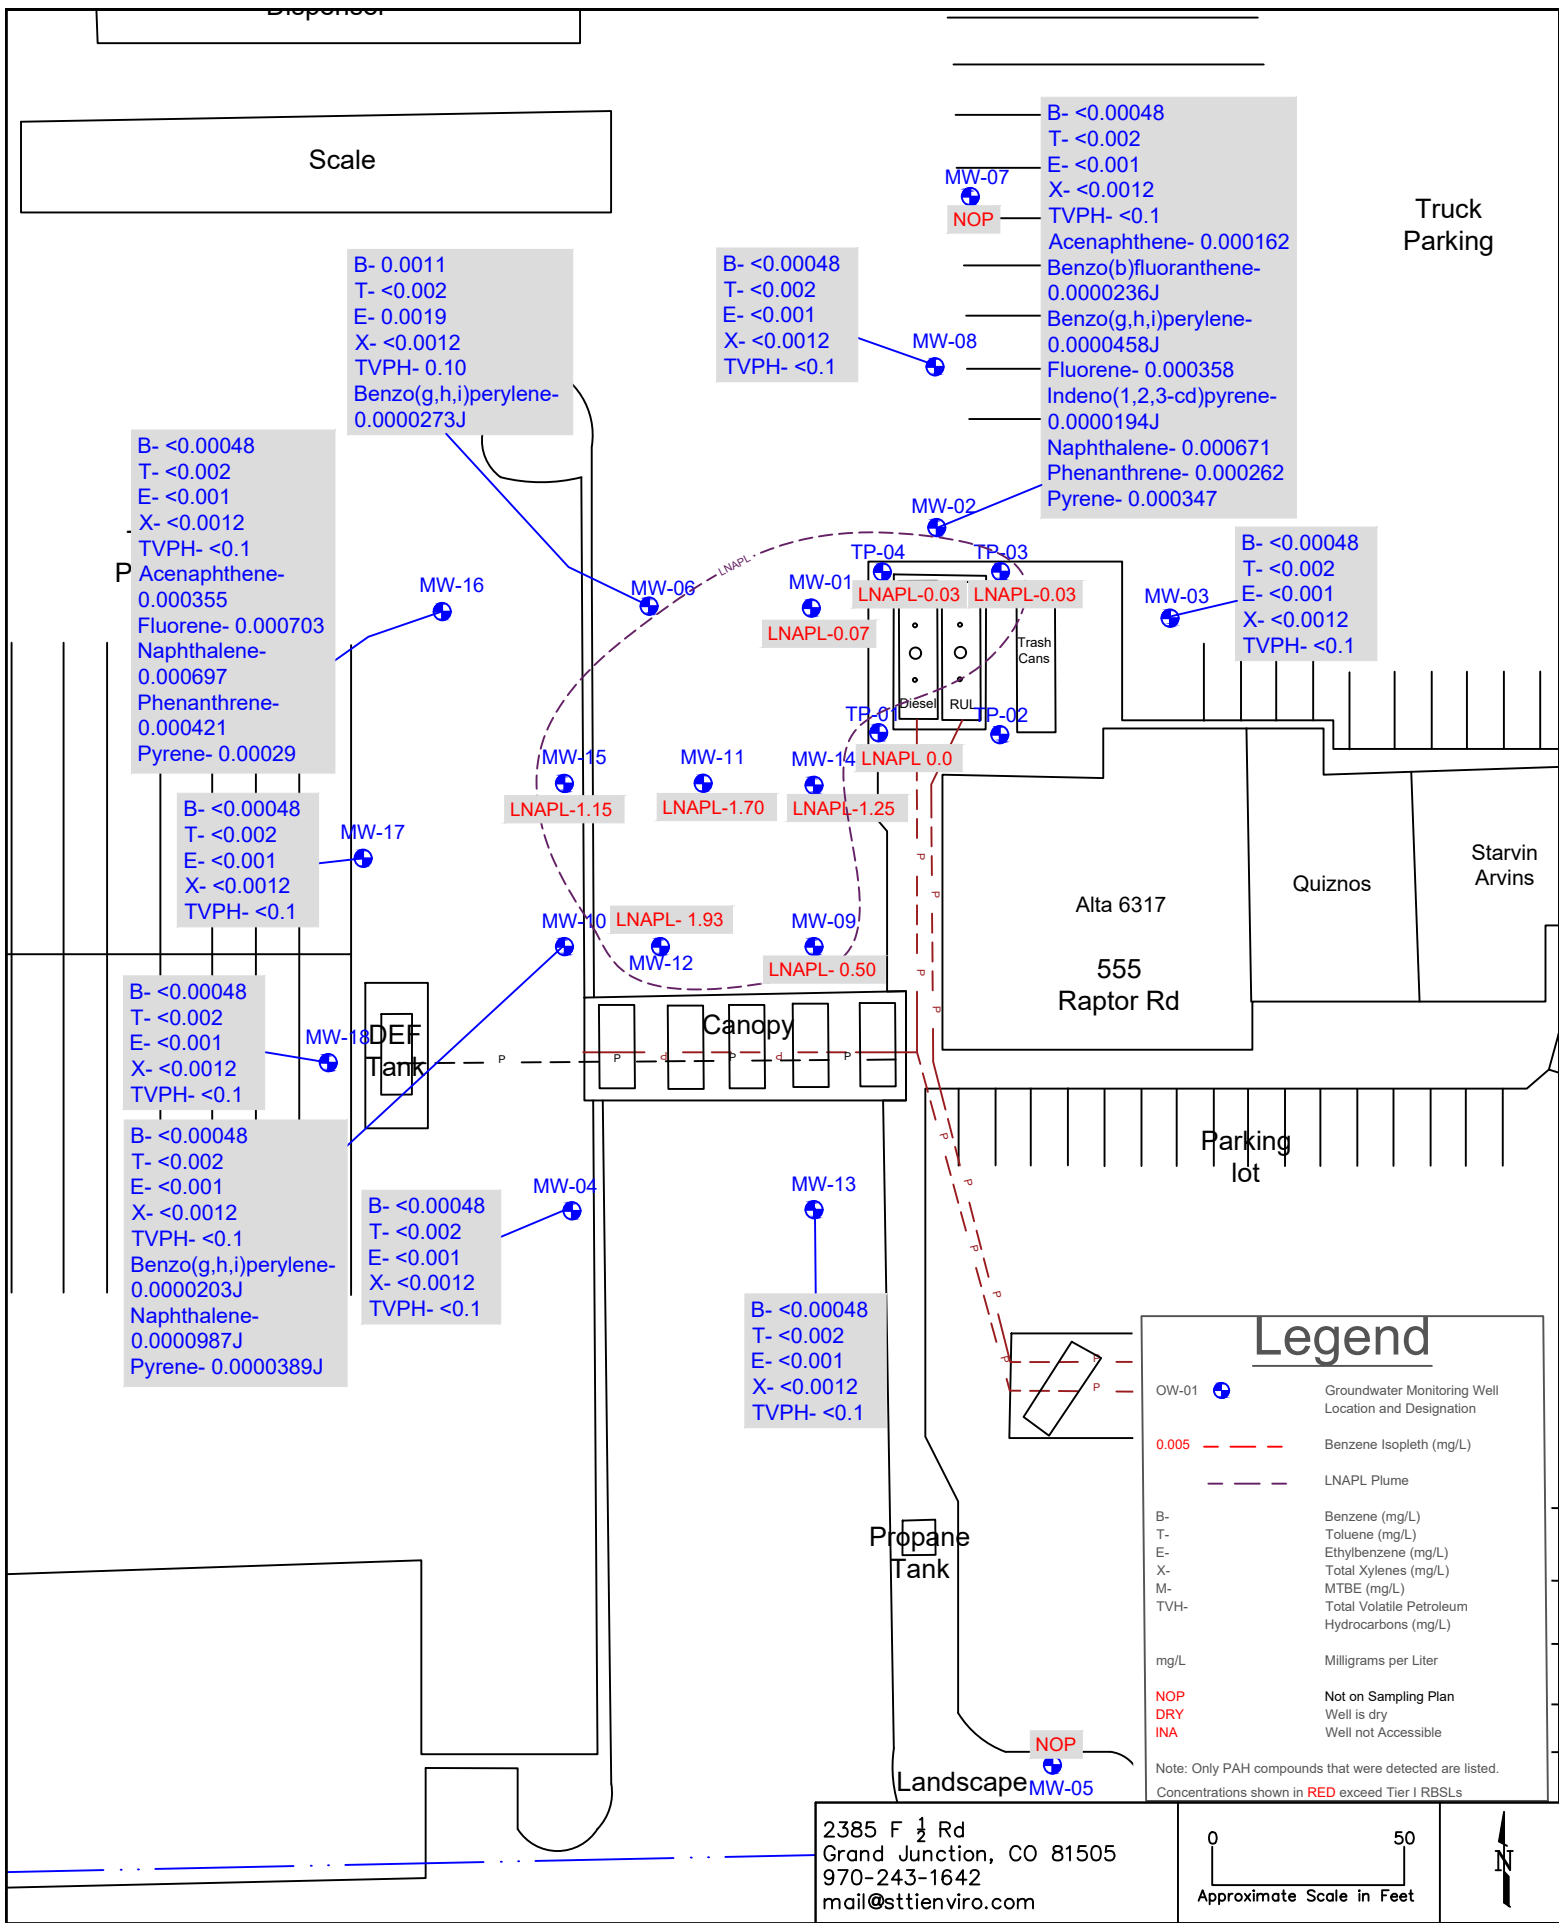 Scale
Truck
Parking
B- <0.00048
T- <0.002
E- <0.001
X- <0.0012
TVPH- <0.1
Acenaphthene- 0.000162
Benzo(b)fluoranthene-
0.0000236J
Benzo(g,h,i)perylene-
0.0000458J
Fluorene- 0.000358
Indeno(1,2,3-cd)pyrene-
0.0000194J
Naphthalene- 0.000671
Phenanthrene- 0.000262
Pyrene- 0.000347
MW-07
NOP
B- 0.0011
T- <0.002
E- 0.0019
X- <0.0012
TVPH- 0.10
Benzo(g,h,i)perylene-
0.0000273J
B- <0.00048
T- <0.002
E- <0.001
X- <0.0012
TVPH- <0.1
MW-08
B- <0.00048
T- <0.002
E- <0.001
X- <0.0012
TVPH- <0.1
Acenaphthene-
0.000355
Fluorene- 0.000703
Naphthalene-
0.000697
Phenanthrene-
0.000421
Pyrene- 0.00029
MW-16
MW-06
LNAPL
MW-02
MW-01
LNAPL-0.07
TP-04
LNAPL-0.03
TP-03
LNAPL-0.03
Trash
Cans
Diesel
RUL
MW-03
B- <0.00048
T- <0.002
E- <0.001
X- <0.0012
TVPH- <0.1
TP-01
LNAPL 0.0
TP-02
MW-15
LNAPL-1.15
MW-11
LNAPL-1.70
MW-14
LNAPL-1.25
B- <0.00048
T- <0.002
E- <0.001
X- <0.0012
TVPH- <0.1
MW-17
MW-10
LNAPL- 1.93
MW-12
MW-09
LNAPL- 0.50
Alta 6317
555
Raptor Rd
Quiznos
Starvin
Arvins
P
P
P
P
B- <0.00048
T- <0.002
E- <0.001
X- <0.0012
TVPH- <0.1
MW-18
DEF
Tank
Canopy
P
P
P
P
P
P
B- <0.00048
T- <0.002
E- <0.001
X- <0.0012
TVPH- <0.1
Benzo(g,h,i)perylene-
0.0000203J
Naphthalene-
0.0000987J
Pyrene- 0.0000389J
B- <0.00048
T- <0.002
E- <0.001
X- <0.0012
TVPH- <0.1
MW-04
MW-13
B- <0.00048
T- <0.002
E- <0.001
X- <0.0012
TVPH- <0.1
Parking
lot
P
P
P
P
P
P
P
Propane
Tank
NOP
MW-05
Landscape
Legend
OW-01 Groundwater Monitoring Well
Location and Designation
0.005 Benzene Isopleth (mg/L)
LNAPL Plume
B- Benzene (mg/L)
T- Toluene (mg/L)
E- Ethylbenzene (mg/L)
X- Total Xylenes (mg/L)
M- MTBE (mg/L)
TVH- Total Volatile Petroleum
Hydrocarbons (mg/L)
mg/L Milligrams per Liter
NOP Not on Sampling Plan
DRY Well is dry
INA Well not Accessible
Note: Only PAH compounds that were detected are listed.
Concentrations shown in RED exceed Tier I RBSLs
2385 F 1/2 Rd
Grand Junction, CO 81505
970-243-1642
mail@sttienviro.com
0 50
Approximate Scale in Feet
N